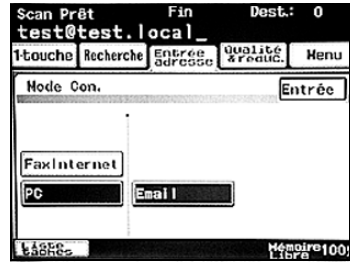 Scan Prêt Fin Dest.: 0
test@test.local_
1-touche Recherche Entrée adresse Qualité & réduc. Menu
Mode Con. Entrée
FaxInternet
PC Email
Liste tâches Mémoire Libre 100%